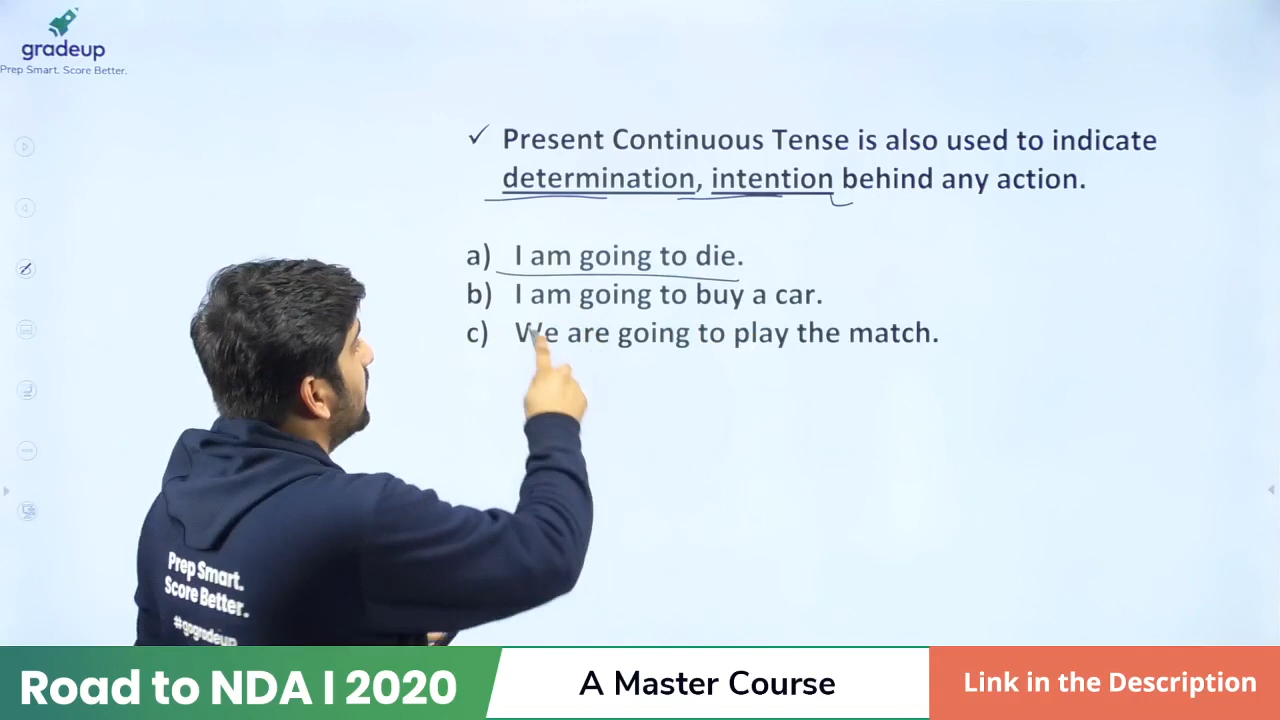 gradeup
Prep Smart. Score Better.
✓ Present Continuous Tense is also used to indicate
determination, intention behind any action.
a) I am going to die.
b) I am going to buy a car.
c) We are going to play the match.
Prep Smart.
Score Better.
#gogradeup
Road to NDA | 2020
A Master Course
Link in the Description